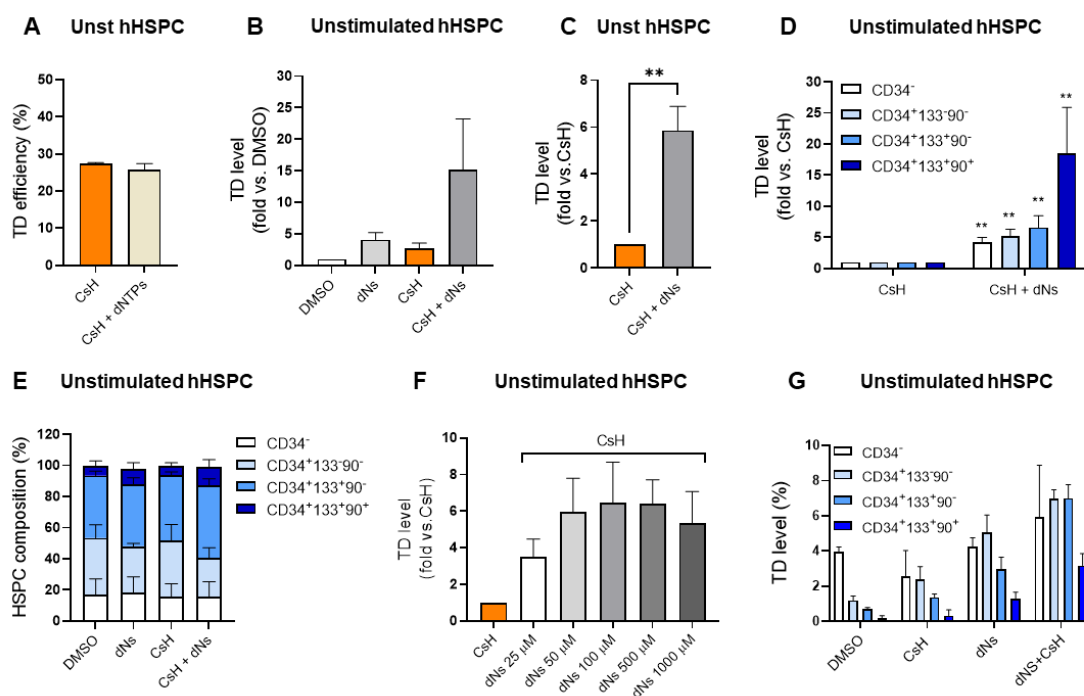 A Unst hHSPC
TD efficiency (%)
50
40
30
20
10
0
CsH
CsH + dNTPs
B Unstimulated hHSPC
TD level
(fold vs. DMSO)
30
25
20
15
10
5
0
DMSO
dNs
CsH
CsH + dNs
C Unst hHSPC
TD level
(fold vs.CsH)
8
6
4
2
0
**
CsH
CsH + dNs
D Unstimulated hHSPC
TD level
(fold vs. CsH)
30
25
20
15
10
5
0
CD34⁻
CD34⁺133⁻90⁻
CD34⁺133⁺90⁻
CD34⁺133⁺90⁺
**
**
**
**
CsH
CsH + dNs
E Unstimulated hHSPC
HSPC composition (%)
120
100
80
60
40
20
0
CD34⁻
CD34⁺133⁻90⁻
CD34⁺133⁺90⁻
CD34⁺133⁺90⁺
DMSO
dNs
CsH
CsH + dNs
F Unstimulated hHSPC
TD level
(fold vs.CsH)
10
8
6
4
2
0
CsH
CsH
dNs 25 µM
dNs 50 µM
dNs 100 µM
dNs 500 µM
dNs 1000 µM
G Unstimulated hHSPC
TD level (%)
10
8
6
4
2
0
CD34⁻
CD34⁺133⁻90⁻
CD34⁺133⁺90⁻
CD34⁺133⁺90⁺
DMSO
CsH
dNs
dNS+CsH